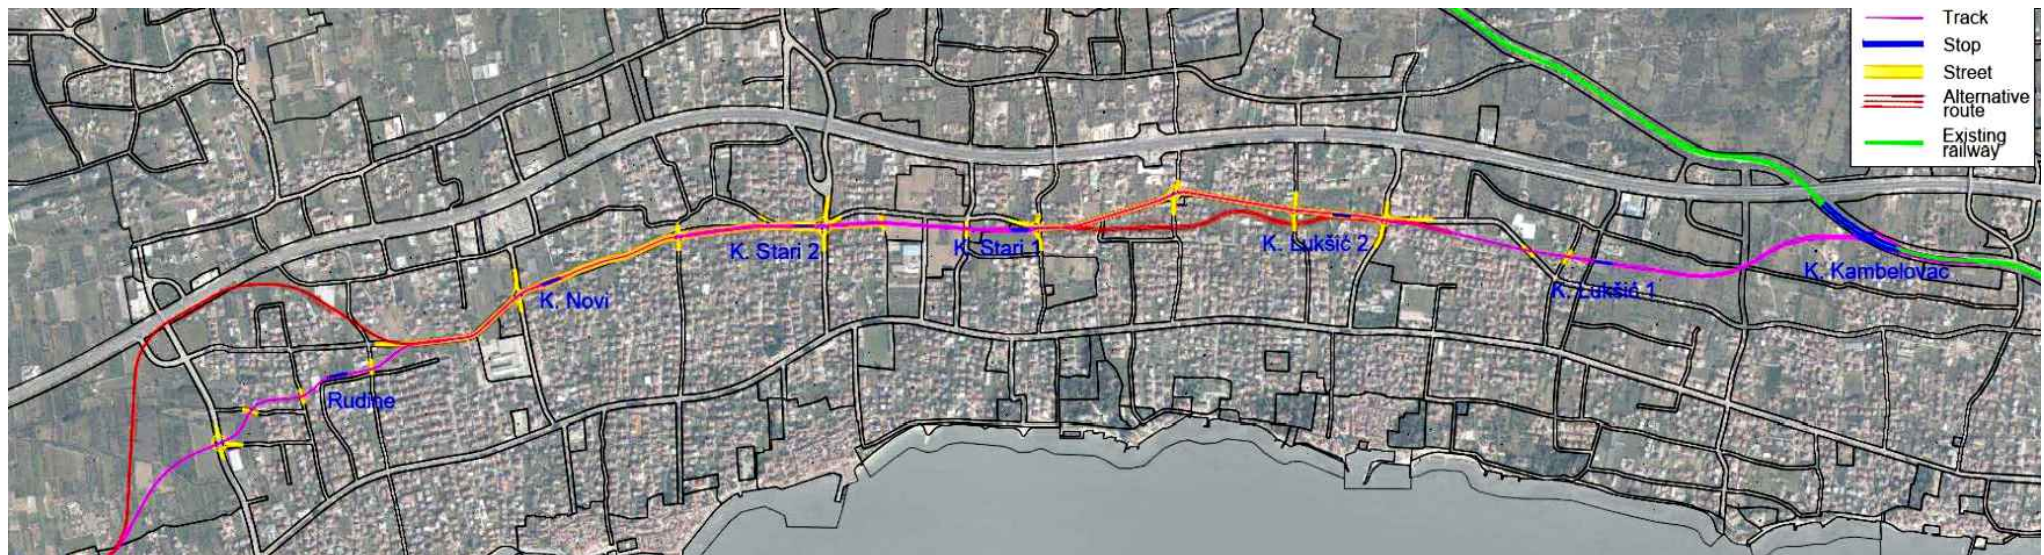 Track
Stop
Street
Alternative
route
Existing
railway
K. Stari 2
K. Stari 1
K. Lukšić 2
K. Kambelovac
K. Novi
K. Lukšić 1
Rudine